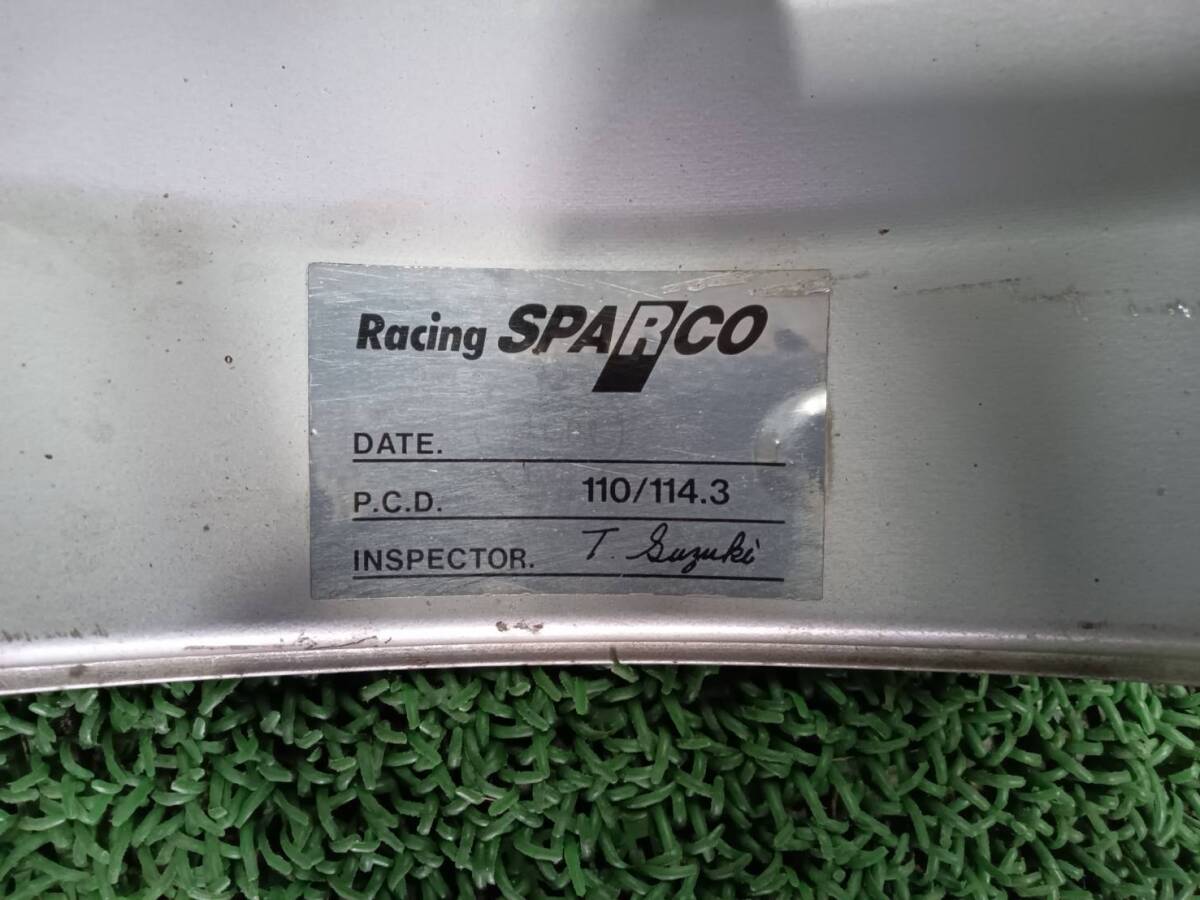 Racing SPARCO
DATE.
P.C.D. 110/114.3
INSPECTOR. T. Suzuki